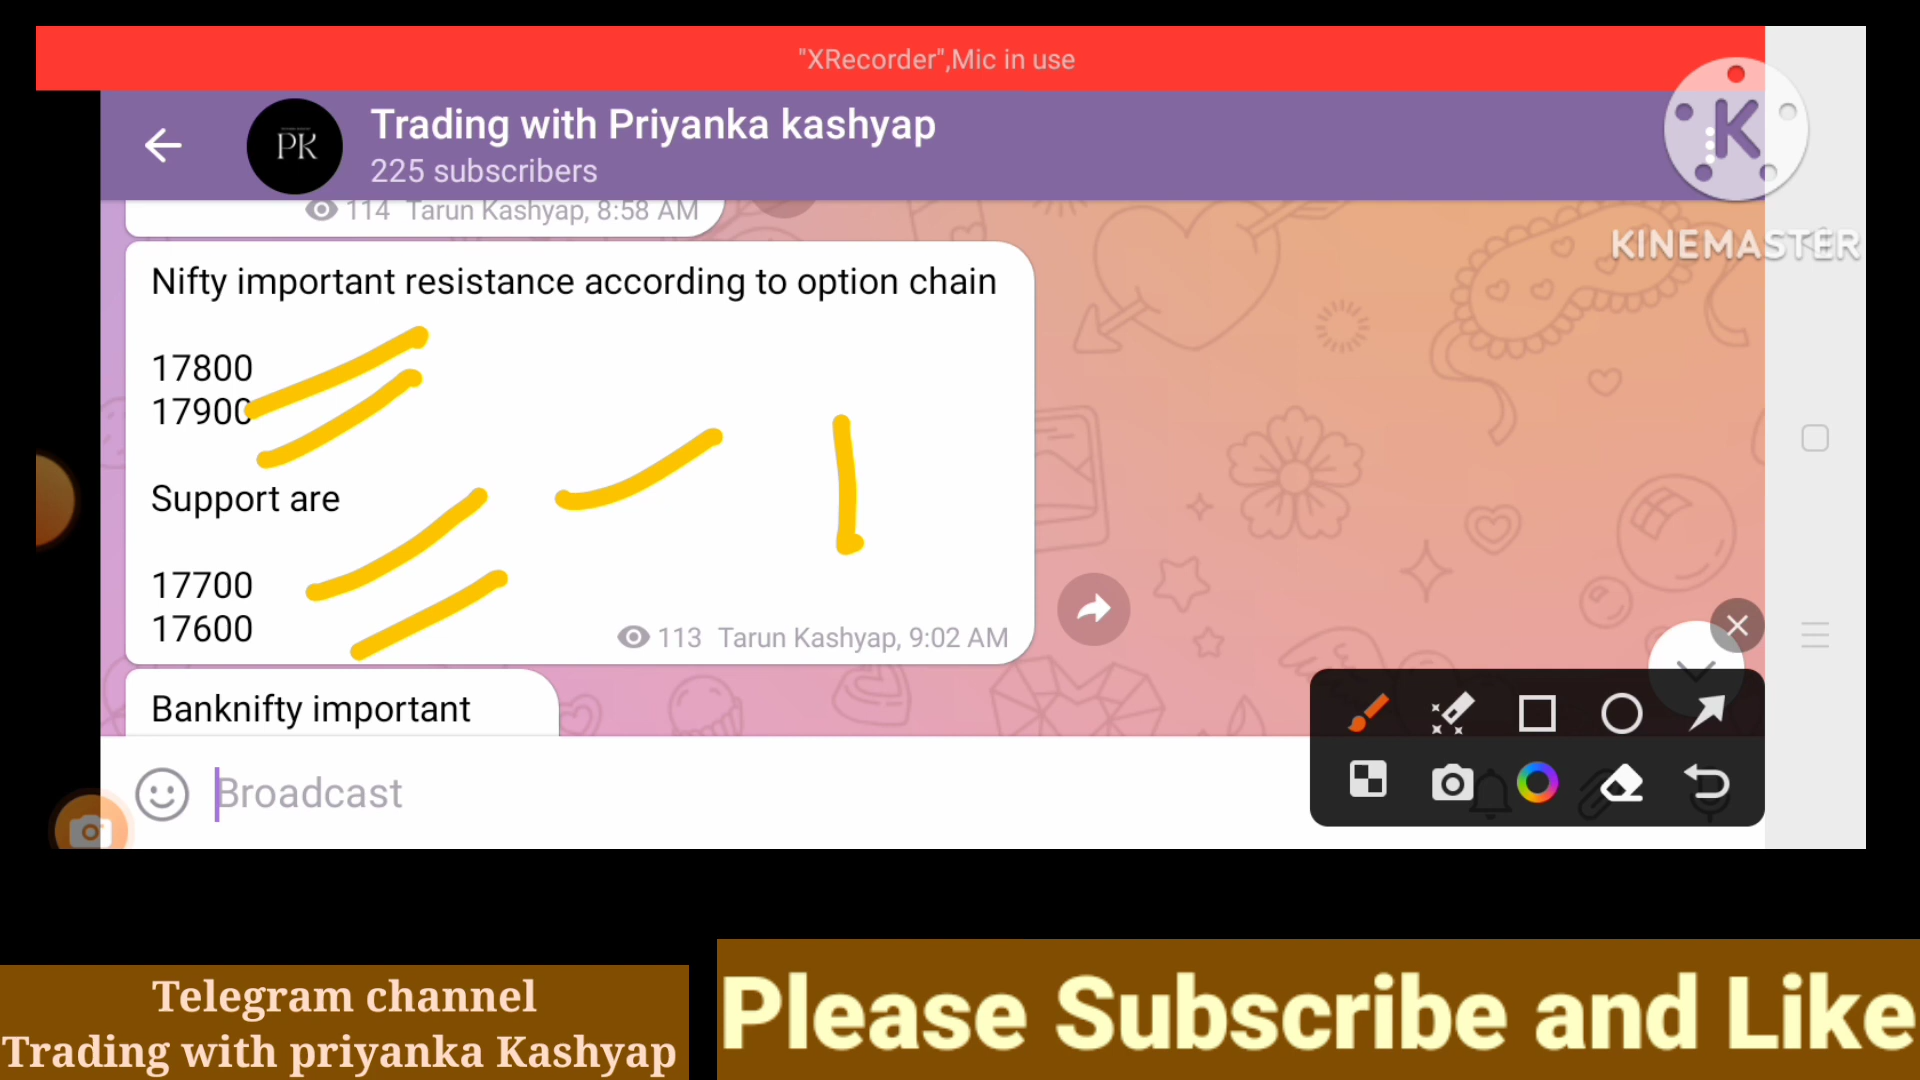 "XRecorder",Mic in use
PK
Trading with Priyanka kashyap
225 subscribers
K
KINEMASTER
114 Tarun Kashyap, 8:58 AM
Nifty important resistance according to option chain
17800
17900
Support are
17700
17600
113 Tarun Kashyap, 9:02 AM
Banknifty important
Broadcast
Telegram channel
Trading with priyanka Kashyap
Please Subscribe and Like